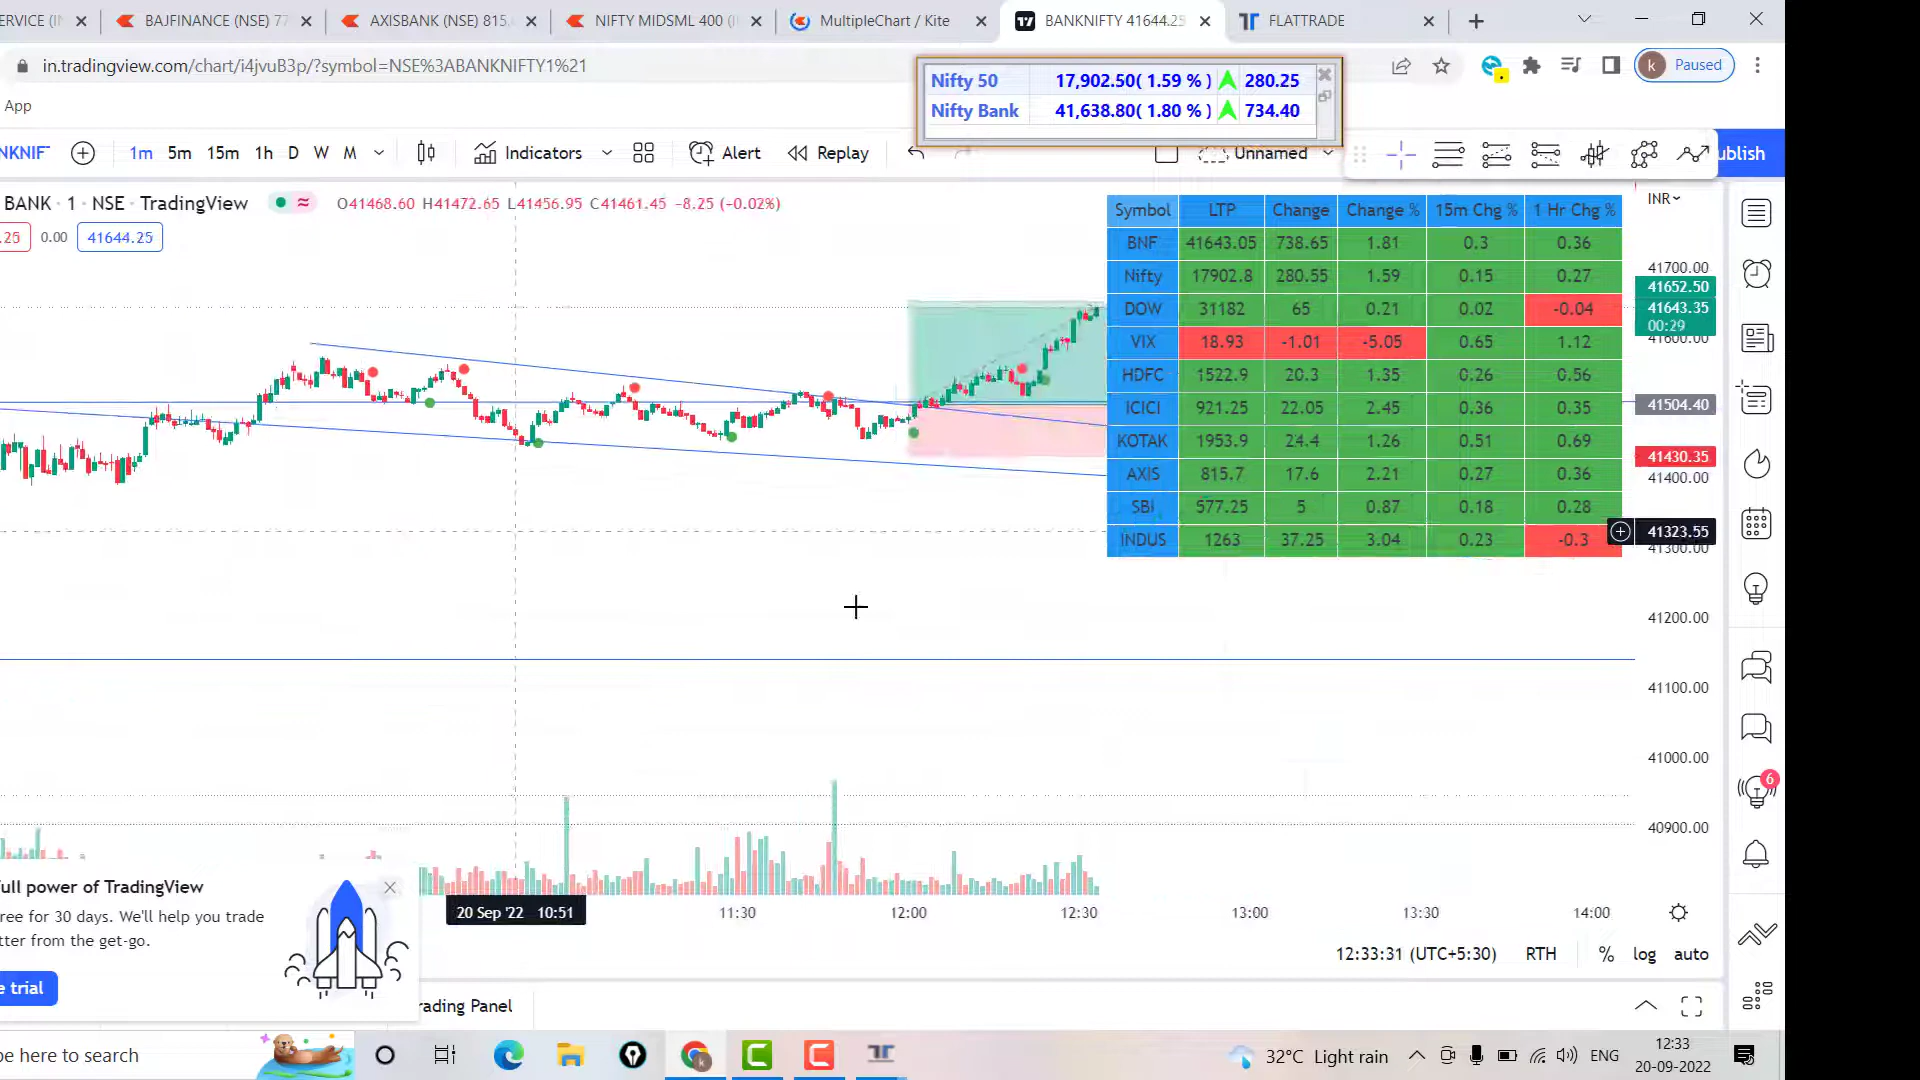 ERVICE (IN
BAJFINANCE (NSE) 77
AXISBANK (NSE) 815.
NIFTY MIDSML 400 (I
MultipleChart / Kite
BANKNIFTY 41644.25
FLATTRADE
in.tradingview.com/chart/i4jvuB3p/?symbol=NSE%3ABANKNIFTY1%21
k Paused
App
Nifty 50 17,902.50( 1.59 % ) 280.25
Nifty Bank 41,638.80( 1.80 % ) 734.40
NKNIF 1m 5m 15m 1h D W M Indicators Alert Replay Unnamed ublish
BANK · 1 · NSE · TradingView O41468.60 H41472.65 L41456.95 C41461.45 -8.25 (-0.02%)
.25 0.00 41644.25
Symbol LTP Change Change % 15m Chg % 1 Hr Chg %
BNF 41643.05 738.65 1.81 0.3 0.36
Nifty 17902.8 280.55 1.59 0.15 0.27
DOW 31182 65 0.21 0.02 -0.04
VIX 18.93 -1.01 -5.05 0.65 1.12
HDFC 1522.9 20.3 1.35 0.26 0.56
ICICI 921.25 22.05 2.45 0.36 0.35
KOTAK 1953.9 24.4 1.26 0.51 0.69
AXIS 815.7 17.6 2.21 0.27 0.36
SBI 577.25 5 0.87 0.18 0.28
INDUS 1263 37.25 3.04 0.23 -0.3
INR
41700.00
41652.50
41643.35
00:29
41600.00
41504.40
41430.35
41400.00
41323.55
41300.00
41200.00
41100.00
41000.00
40900.00
6
ull power of TradingView
ree for 30 days. We'll help you trade
tter from the get-go.
e trial
20 Sep '22 10:51
11:30 12:00 12:30 13:00 13:30 14:00
12:33:31 (UTC+5:30) RTH % log auto
rading Panel
pe here to search
32°C Light rain
ENG
12:33
20-09-2022